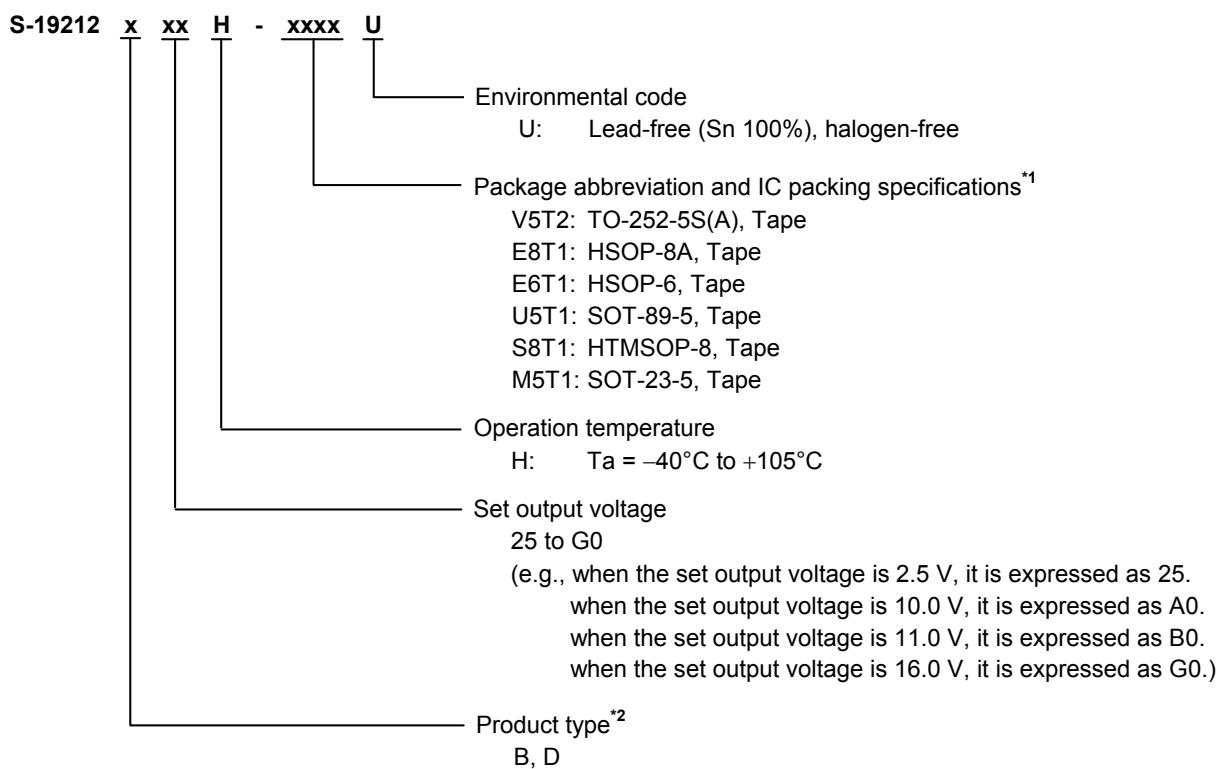 S-19212 x xx H - xxxx U
Environmental code
U: Lead-free (Sn 100%), halogen-free
Package abbreviation and IC packing specifications*1
V5T2: TO-252-5S(A), Tape
E8T1: HSOP-8A, Tape
E6T1: HSOP-6, Tape
U5T1: SOT-89-5, Tape
S8T1: HTMSOP-8, Tape
M5T1: SOT-23-5, Tape
Operation temperature
H: Ta = −40°C to +105°C
Set output voltage
25 to G0
(e.g., when the set output voltage is 2.5 V, it is expressed as 25.
when the set output voltage is 10.0 V, it is expressed as A0.
when the set output voltage is 11.0 V, it is expressed as B0.
when the set output voltage is 16.0 V, it is expressed as G0.)
Product type*2
B, D